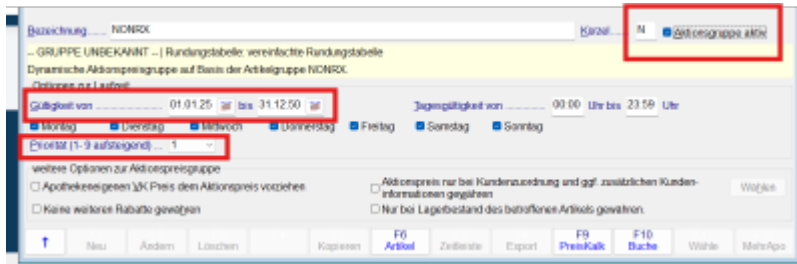 Bezeichnung ...... NONRX Kürzel ...... N Aktionsgruppe aktiv
-- GRUPPE UNBEKANNT -- | Rundungstabelle: vereinfachte Rundungstabelle
Dynamische Aktionspreisgruppe auf Basis der Artikelgruppe NONRX.
Optionen zur Laufzeit
Gültigkeit von ...................... 01.01.25 bis 31.12.50 Tagesgültigkeit von ............ 00:00 Uhr bis 23:59 Uhr
Montag Dienstag Mittwoch Donnerstag Freitag Samstag Sonntag
Priorität (1- 9 aufsteigend) ... 1
weitere Optionen zur Aktionspreisgruppe
Apothekeneigenen VK Preis dem Aktionspreis vorziehen
Aktionspreis nur bei Kundenzuordnung und ggf. zusätzlichen Kunden-
informationen gewähren
Wählen
Keine weiteren Rabatte gewähren
Nur bei Lagerbestand des betroffenen Artikels gewähren.
F6 F9 F10
Neu Ändern Löschen Kopieren Artikel Zeitleiste Export PreisKalk Buche Wähle MehrApo